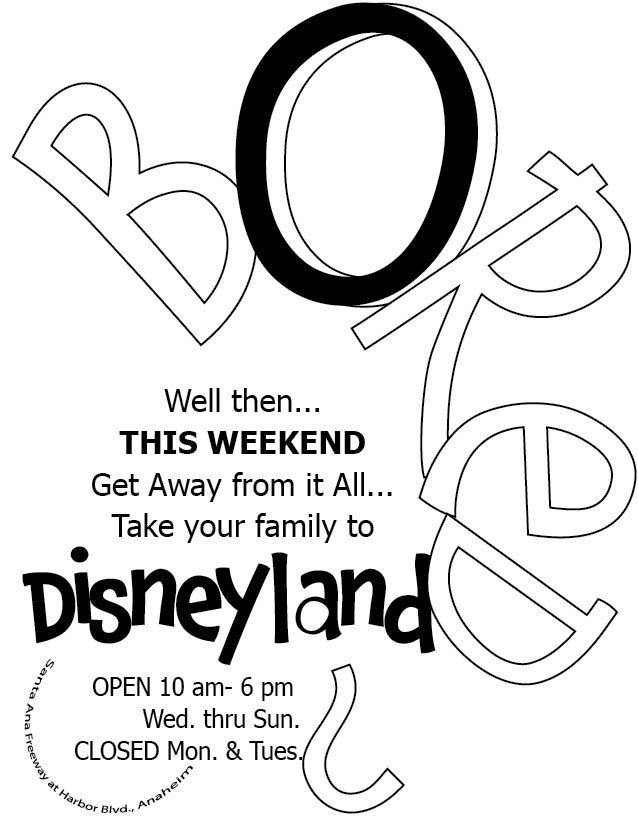 BORed?
Well then...
THIS WEEKEND
Get Away from it All...
Take your family to
Disneyland
OPEN 10 am- 6 pm
Wed. thru Sun.
CLOSED Mon. & Tues.
Santa Ana Freeway at Harbor Blvd., Anaheim